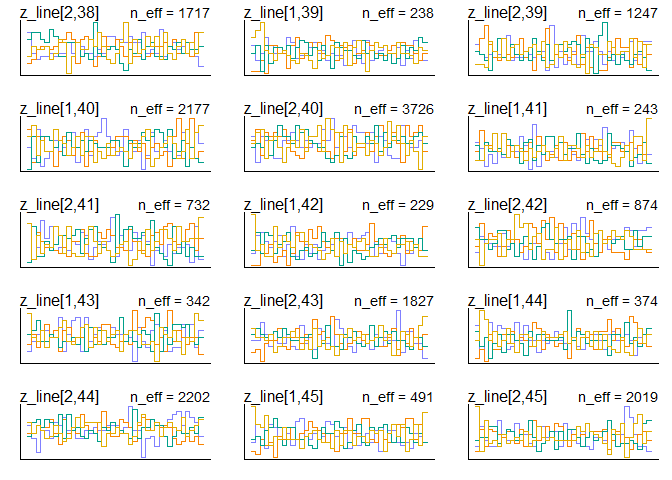 z_line[2,38] n_eff = 1717 z_line[1,39] n_eff = 238 z_line[2,39] n_eff = 1247
z_line[1,40] n_eff = 2177 z_line[2,40] n_eff = 3726 z_line[1,41] n_eff = 243
z_line[2,41] n_eff = 732 z_line[1,42] n_eff = 229 z_line[2,42] n_eff = 874
z_line[1,43] n_eff = 342 z_line[2,43] n_eff = 1827 z_line[1,44] n_eff = 374
z_line[2,44] n_eff = 2202 z_line[1,45] n_eff = 491 z_line[2,45] n_eff = 2019